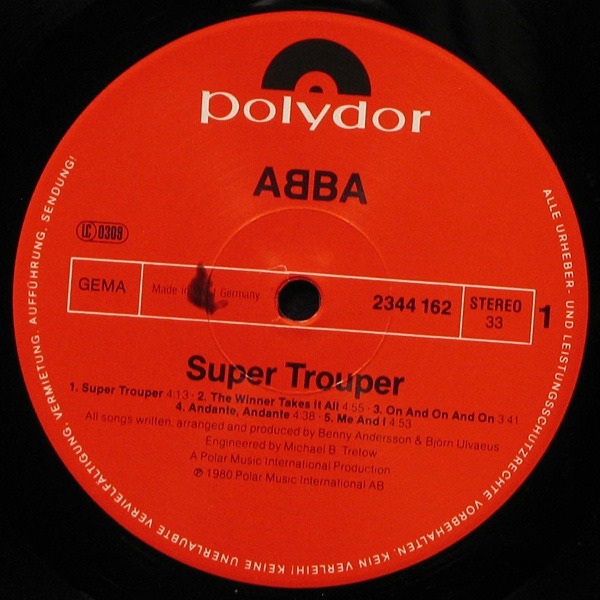 polydor
AᗺBA
LC 0309
GEMA
Made in Germany
2344 162
STEREO
33
1
Super Trouper
1. Super Trouper 4:13 · 2. The Winner Takes It All 4:55 · 3. On And On And On 3:41
4. Andante, Andante 4:38 · 5. Me And I 4:53
All songs written, arranged and produced by Benny Andersson & Björn Ulvaeus
Engineered by Michael B. Tretow
A Polar Music International Production
℗ 1980 Polar Music International AB
ALLE URHEBER- UND LEISTUNGSSCHUTZRECHTE VORBEHALTEN. KEIN VERLEIH! KEINE UNERLAUBTE VERVIELFÄLTIGUNG, VERMIETUNG, AUFFÜHRUNG, SENDUNG!